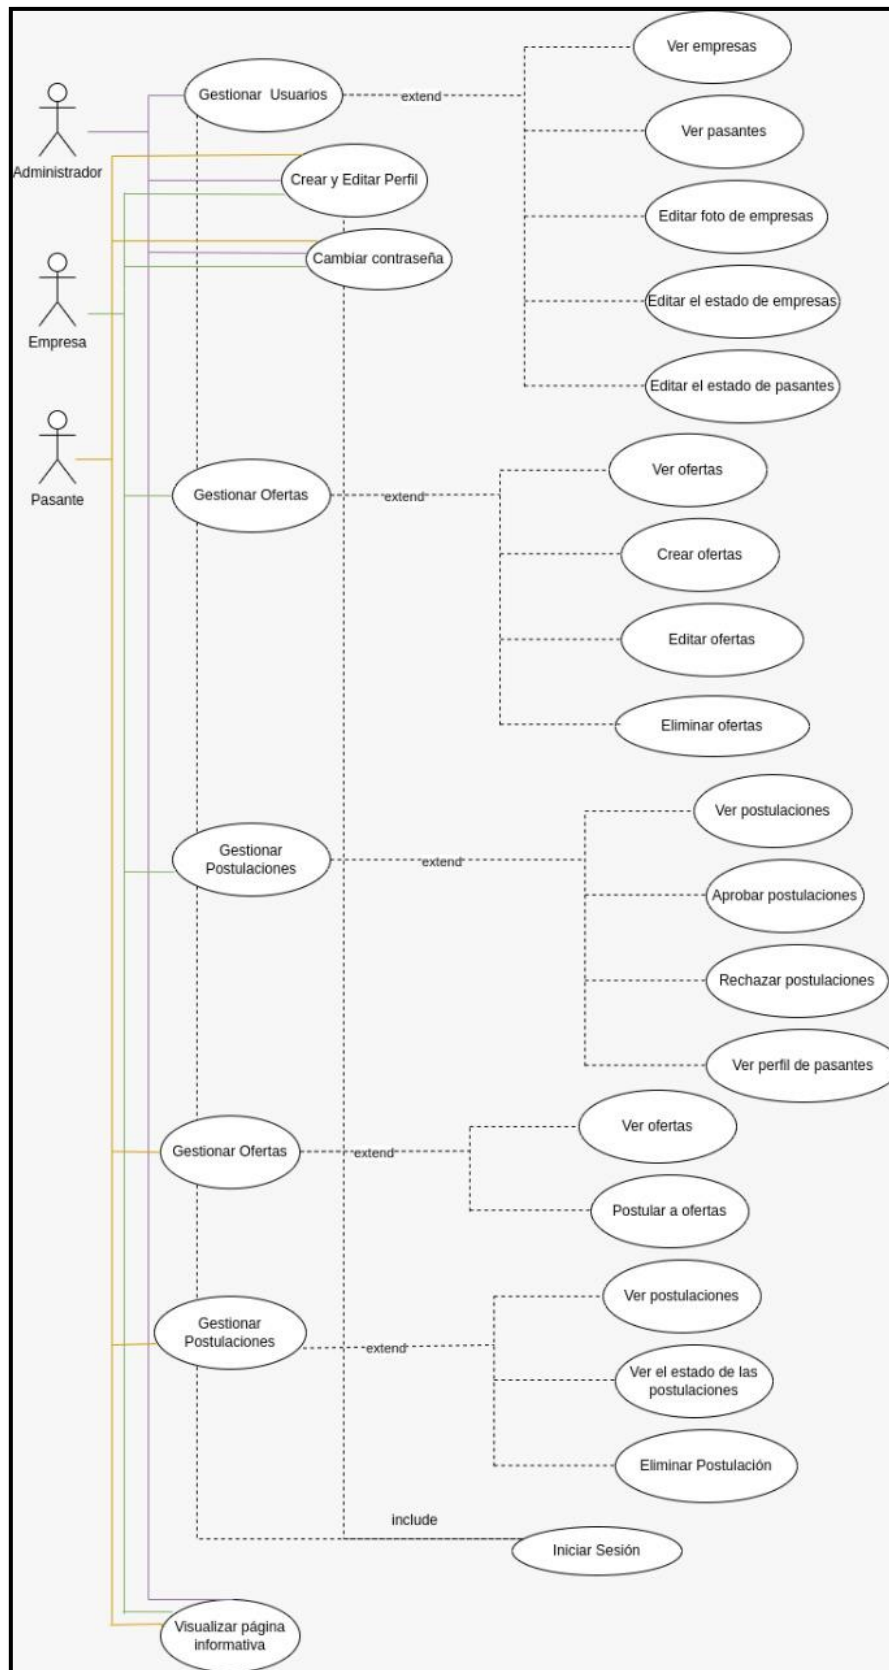 Ver empresas
Gestionar Usuarios
extend
Administrador
Ver pasantes
Crear y Editar Perfil
Editar foto de empresas
Cambiar contraseña
Empresa
Editar el estado de empresas
Editar el estado de pasantes
Pasante
Gestionar Ofertas
extend
Ver ofertas
Crear ofertas
Editar ofertas
Eliminar ofertas
Gestionar
Postulaciones
extend
Ver postulaciones
Aprobar postulaciones
Rechazar postulaciones
Ver perfil de pasantes
Gestionar Ofertas
extend
Ver ofertas
Postular a ofertas
Gestionar
Postulaciones
extend
Ver postulaciones
Ver el estado de las
postulaciones
Eliminar Postulación
include
Iniciar Sesión
Visualizar página
informativa